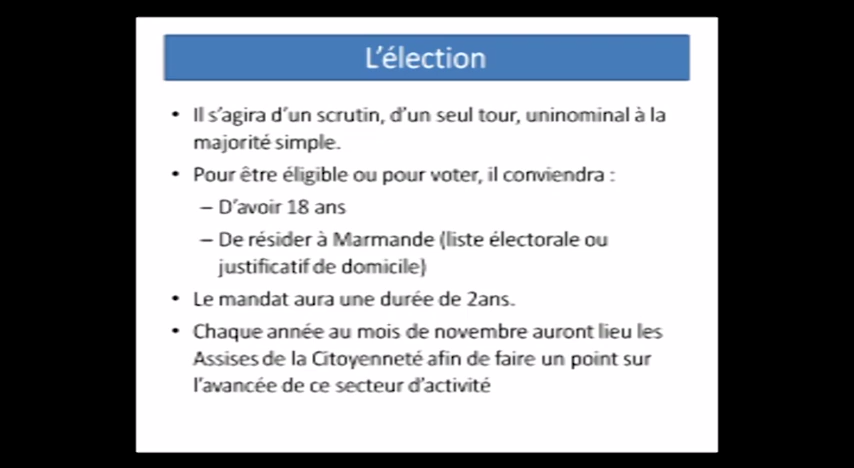 L'élection
• Il s'agira d'un scrutin, d'un seul tour, uninominal à la
majorité simple.
• Pour être éligible ou pour voter, il conviendra :
– D'avoir 18 ans
– De résider à Marmande (liste électorale ou
justificatif de domicile)
• Le mandat aura une durée de 2ans.
• Chaque année au mois de novembre auront lieu les
Assises de la Citoyenneté afin de faire un point sur
l'avancée de ce secteur d'activité